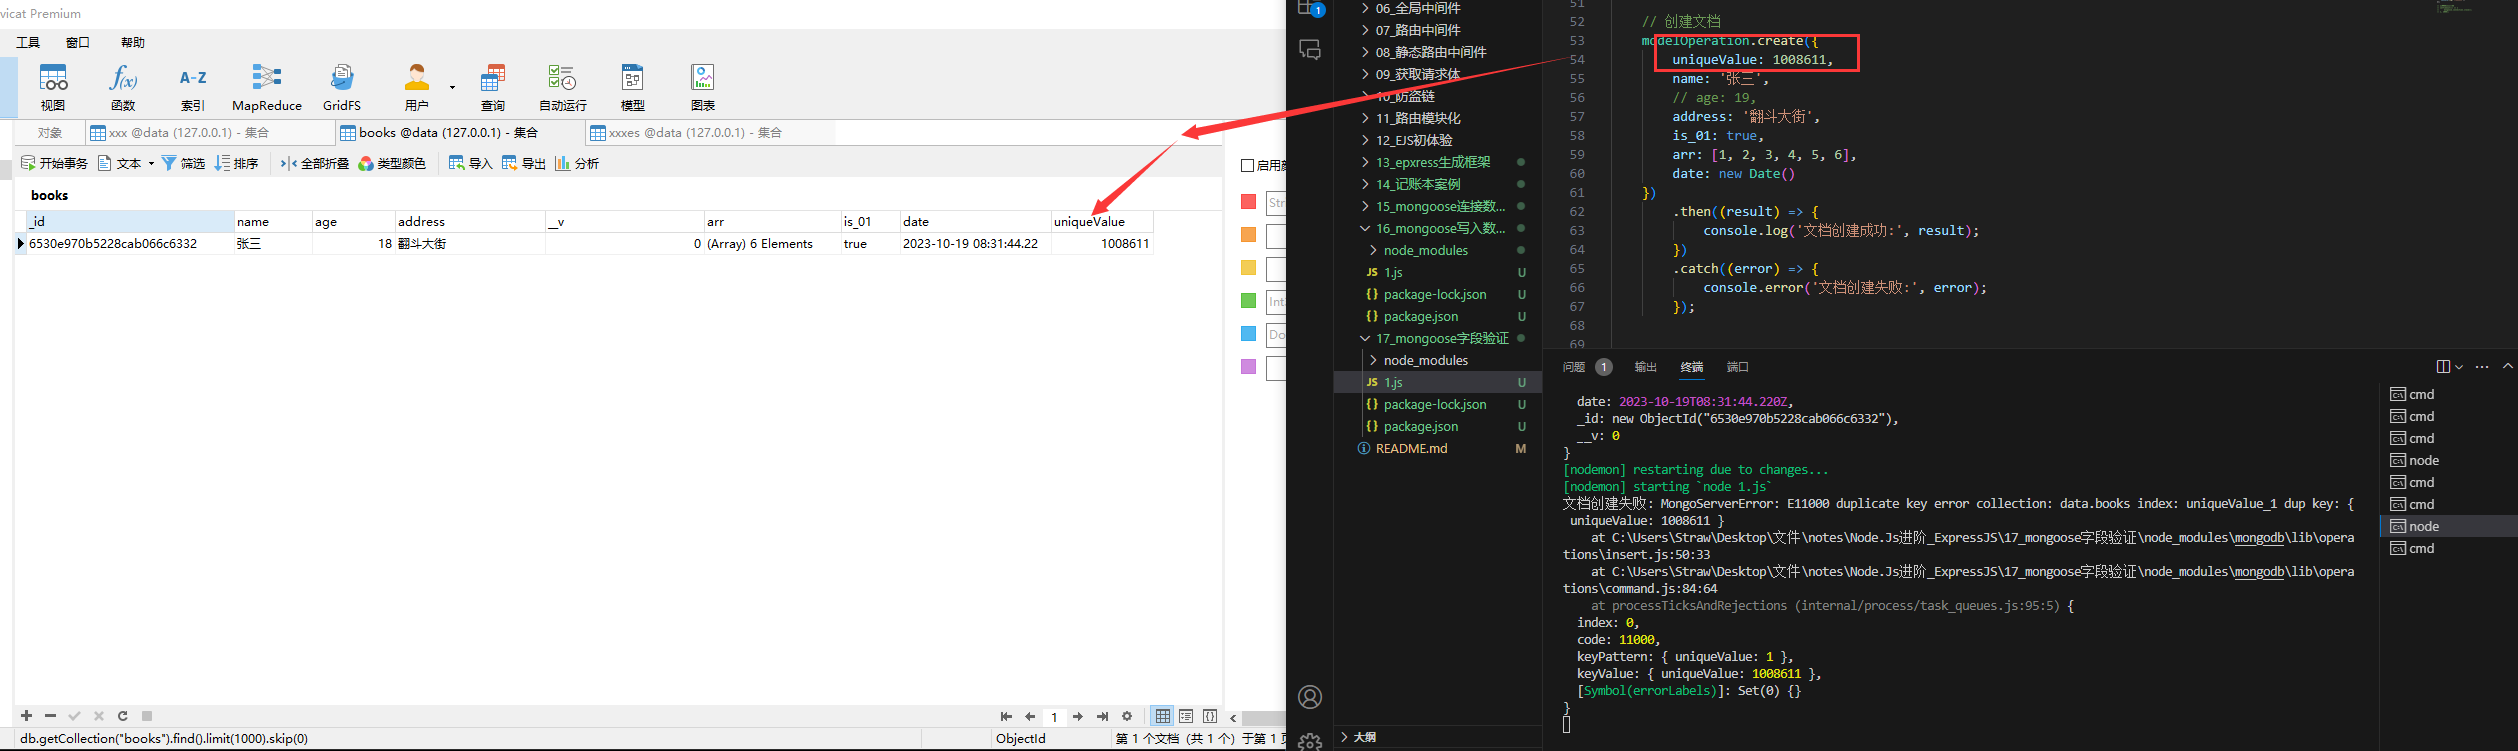 vicat Premium
工具 窗口 帮助
视图 函数 A-Z 索引 MapReduce GridFS 用户 查询 自动运行 模型 图表
对象 xxx @data (127.0.0.1) - 集合 books @data (127.0.0.1) - 集合 xxxes @data (127.0.0.1) - 集合
开始事务 文本 筛选 排序 全部折叠 类型颜色 导入 导出 分析
books
_id name age address __v arr is_01 date uniqueValue
6530e970b5228cab066c6332 张三 18 翻斗大街 0 (Array) 6 Elements true 2023-10-19 08:31:44.22 1008611
启用
Str
Int
Do
1
db.getCollection("books").find().limit(1000).skip(0) ObjectId 第 1 个文档 (共 1 个) 于第 1
1
06_全局中间件
07_路由中间件
08_静态路由中间件
09_获取请求体
10_防盗链
11_路由模块化
12_EJS初体验
13_epxress生成框架
14_记账本案例
15_mongoose连接数...
16_mongoose写入数...
node_modules
JS 1.js U
{} package-lock.json U
{} package.json U
17_mongoose字段验证
node_modules
JS 1.js U
{} package-lock.json U
{} package.json U
README.md M
大纲
51
52 // 创建文档
53 modelOperation.create({
54 uniqueValue: 1008611,
55 name: '张三',
56 // age: 19,
57 address: '翻斗大街',
58 is_01: true,
59 arr: [1, 2, 3, 4, 5, 6],
60 date: new Date()
61 })
62 .then((result) => {
63 console.log('文档创建成功:', result);
64 })
65 .catch((error) => {
66 console.error('文档创建失败:', error);
67 });
68
69
问题 1 输出 终端 端口
date: 2023-10-19T08:31:44.220Z,
_id: new ObjectId("6530e970b5228cab066c6332"),
__v: 0
}
[nodemon] restarting due to changes...
[nodemon] starting `node 1.js`
文档创建失败: MongoServerError: E11000 duplicate key error collection: data.books index: uniqueValue_1 dup key: {
uniqueValue: 1008611 }
at C:\Users\Straw\Desktop\文件\notes\Node.Js进阶_ExpressJS\17_mongoose字段验证\node_modules\mongodb\lib\opera
tions\insert.js:50:33
at C:\Users\Straw\Desktop\文件\notes\Node.Js进阶_ExpressJS\17_mongoose字段验证\node_modules\mongodb\lib\opera
tions\command.js:84:64
at processTicksAndRejections (internal/process/task_queues.js:95:5) {
index: 0,
code: 11000,
keyPattern: { uniqueValue: 1 },
keyValue: { uniqueValue: 1008611 },
[Symbol(errorLabels)]: Set(0) {}
}
cmd
cmd
cmd
node
cmd
cmd
node
cmd